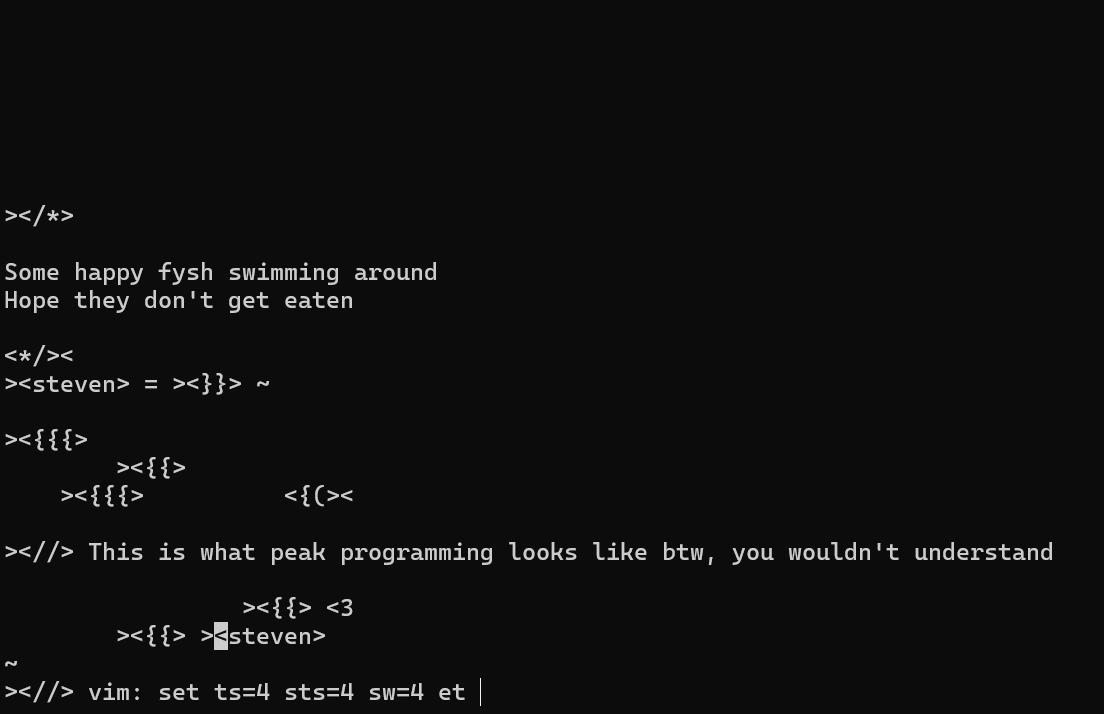 ></*>
Some happy fysh swimming around
Hope they don't get eaten
<*/><
><steven> = ><}}> ~
><{{{>
        ><{{>
    ><{{{>          <{(><
><//> This is what peak programming looks like btw, you wouldn't understand
                 ><{{> <3
        ><{{> ><steven>
~
><//> vim: set ts=4 sts=4 sw=4 et